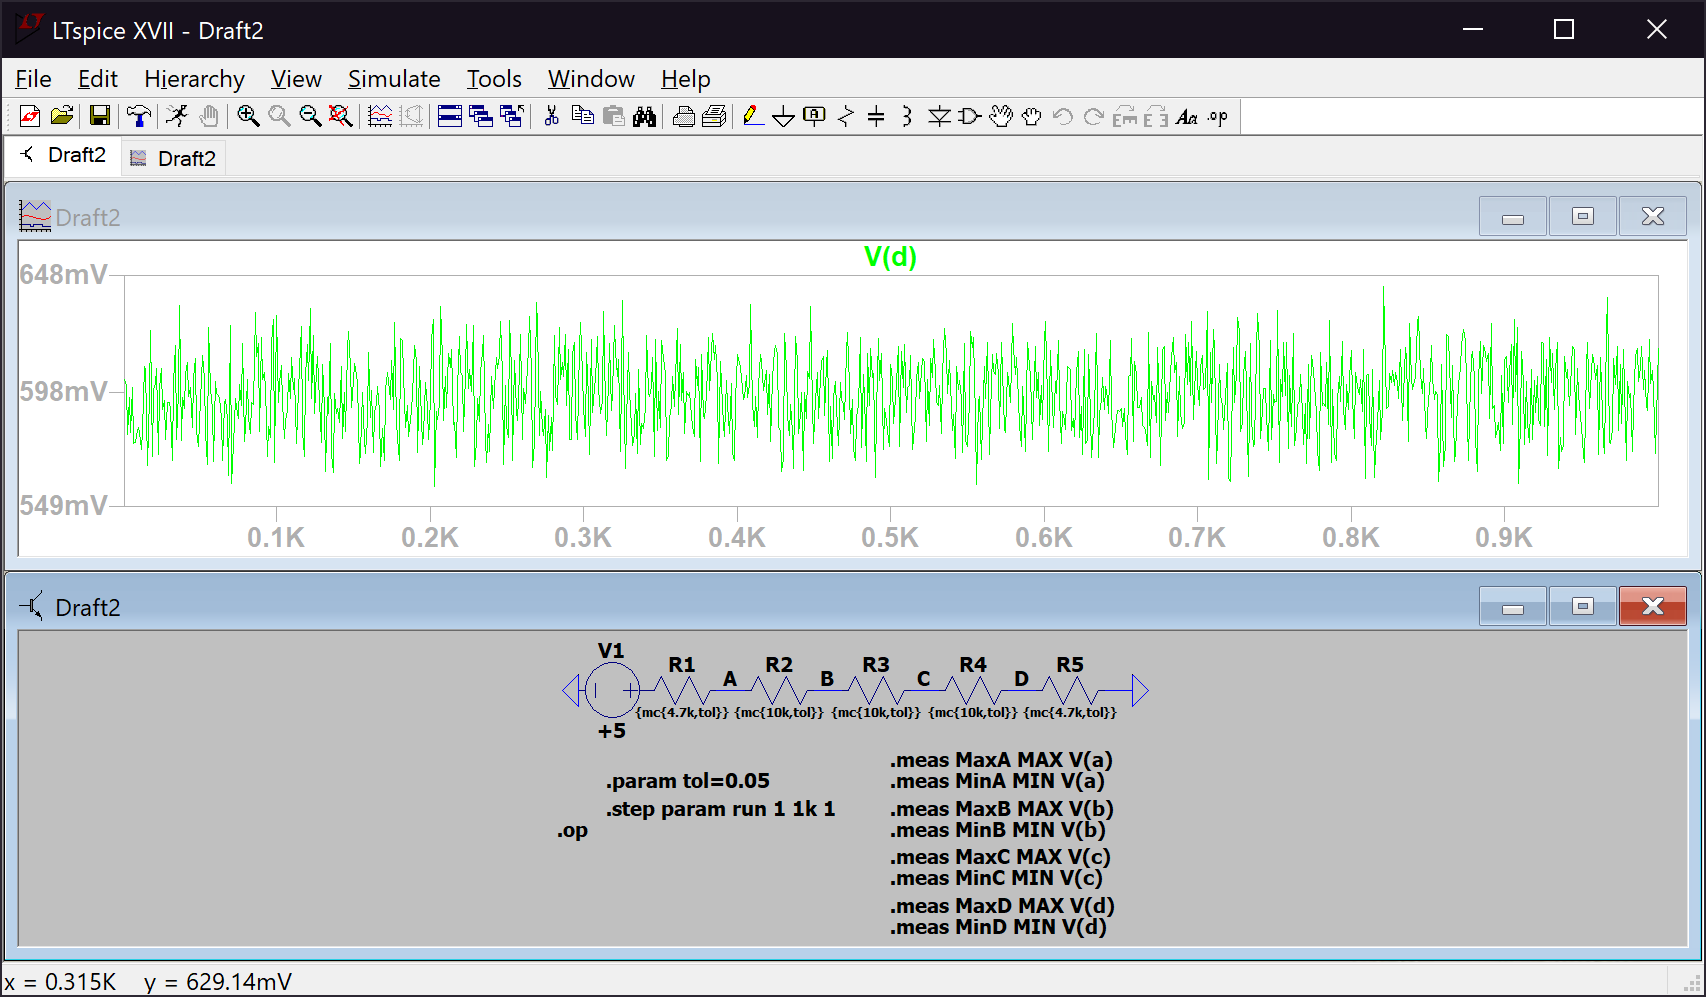 LTspice XVII - Draft2
File Edit Hierarchy View Simulate Tools Window Help
Draft2 Draft2
Draft2
V(d)
648mV
598mV
549mV
0.1K 0.2K 0.3K 0.4K 0.5K 0.6K 0.7K 0.8K 0.9K
Draft2
V1
R1 R2 R3 R4 R5
A B C D
{mc{4.7k,tol}} {mc{10k,tol}} {mc{10k,tol}} {mc{10k,tol}} {mc{4.7k,tol}}
+5
.param tol=0.05
.step param run 1 1k 1
.op
.meas MaxA MAX V(a)
.meas MinA MIN V(a)
.meas MaxB MAX V(b)
.meas MinB MIN V(b)
.meas MaxC MAX V(c)
.meas MinC MIN V(c)
.meas MaxD MAX V(d)
.meas MinD MIN V(d)
x = 0.315K y = 629.14mV